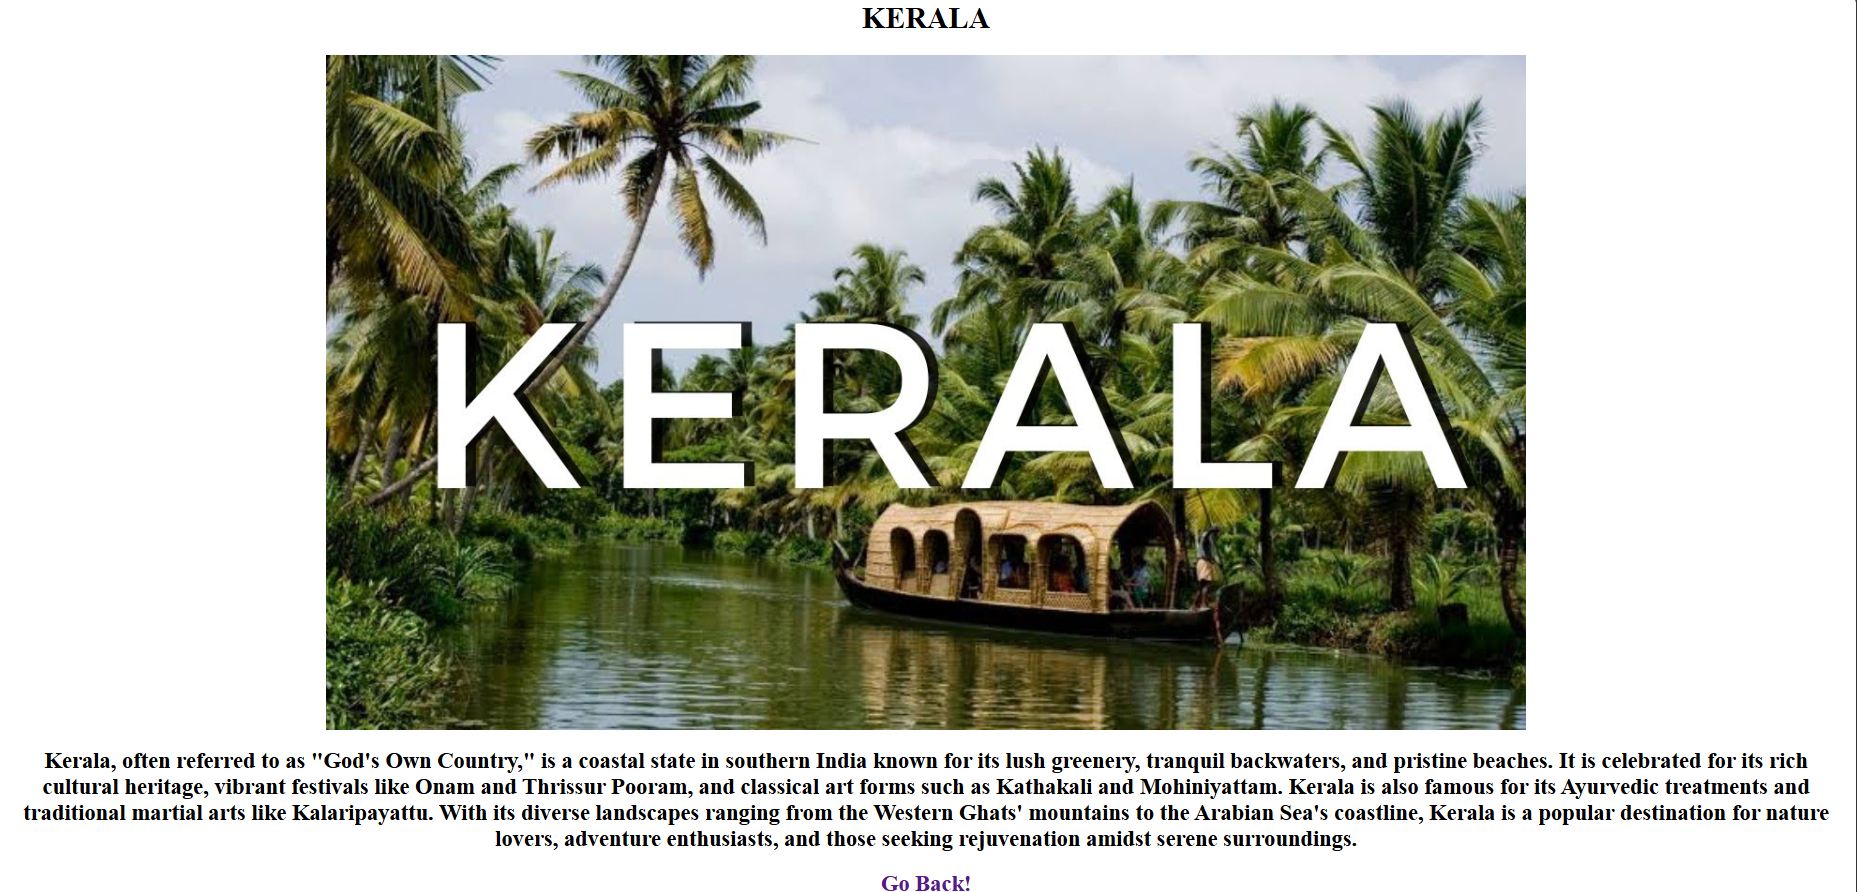 KERALA
KERALA
Kerala, often referred to as "God's Own Country," is a coastal state in southern India known for its lush greenery, tranquil backwaters, and pristine beaches. It is celebrated for its rich
cultural heritage, vibrant festivals like Onam and Thrissur Pooram, and classical art forms such as Kathakali and Mohiniyattam. Kerala is also famous for its Ayurvedic treatments and
traditional martial arts like Kalaripayattu. With its diverse landscapes ranging from the Western Ghats' mountains to the Arabian Sea's coastline, Kerala is a popular destination for nature
lovers, adventure enthusiasts, and those seeking rejuvenation amidst serene surroundings.
Go Back!